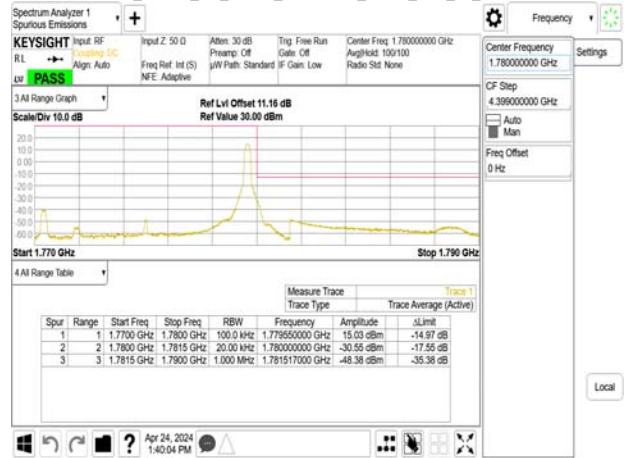 Spectrum Analyzer 1
Spurious Emissions
Frequency
Settings
KEYSIGHT
Input: RF
Coupling: DC
Align: Auto
Input Z: 50 Ω
Freq Ref: Int (S)
NFE: Adaptive
Atten: 30 dB
Preamp: Off
µW Path: Standard
Trig: Free Run
Gate: Off
IF Gain: Low
Center Freq: 1.780000000 GHz
Avg|Hold: 100/100
Radio Std: None
RL
PASS
Center Frequency
1.780000000 GHz
CF Step
4.399000000 GHz
Auto
Man
Freq Offset
0 Hz
Local
3 All Range Graph
Scale/Div 10.0 dB
Ref Lvl Offset 11.16 dB
Ref Value 30.00 dBm
20.0
10.0
0.00
-10.0
-20.0
-30.0
-40.0
-50.0
-60.0
Start 1.770 GHz
Stop 1.790 GHz
4 All Range Table
Measure Trace Trace 1
Trace Type Trace Average (Active)
Spur Range Start Freq Stop Freq RBW Frequency Amplitude ΔLimit
1 1 1.7700 GHz 1.7800 GHz 100.0 kHz 1.779550000 GHz 15.03 dBm -14.97 dB
2 2 1.7800 GHz 1.7815 GHz 20.00 kHz 1.780000000 GHz -30.55 dBm -17.55 dB
3 3 1.7815 GHz 1.7900 GHz 1.000 MHz 1.781517000 GHz -48.38 dBm -35.38 dB
Apr 24, 2024
1:40:04 PM